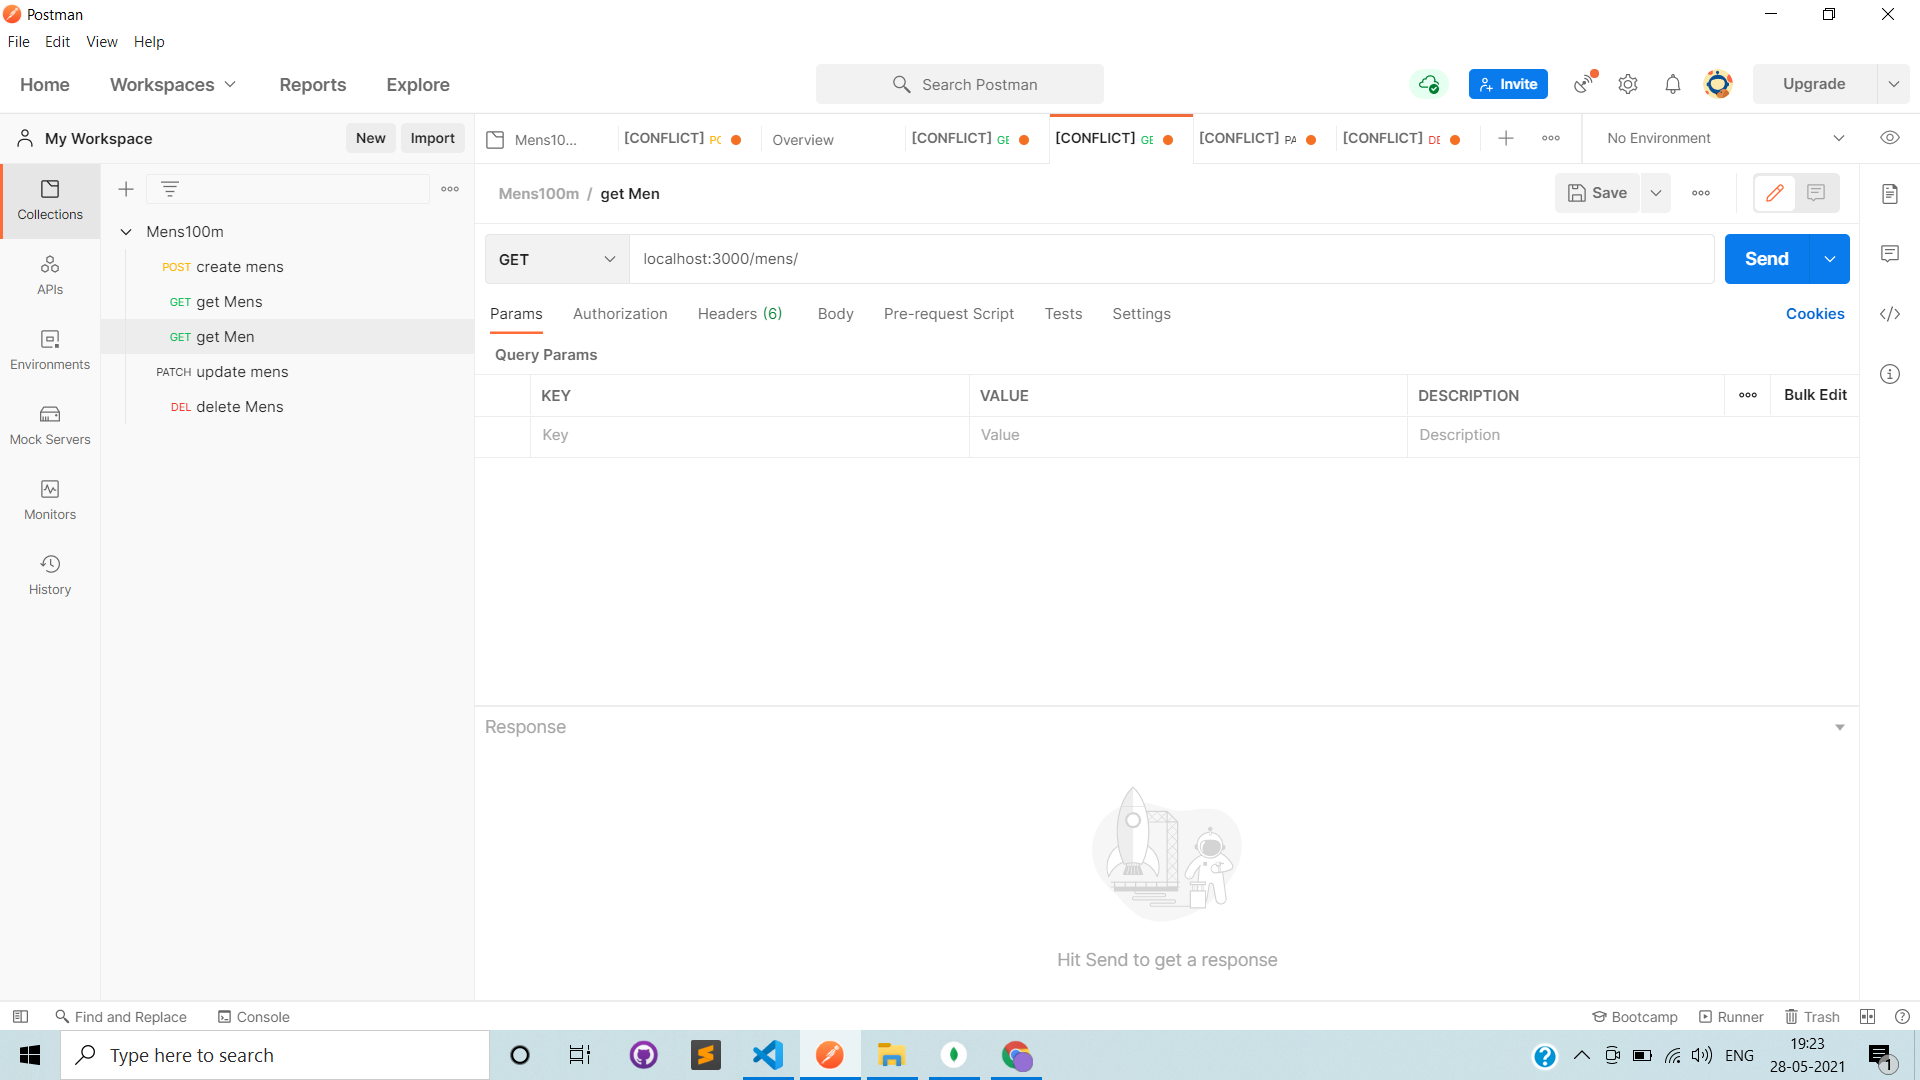 Postman
File Edit View Help
Home Workspaces Reports Explore
Search Postman
Invite
Upgrade
My Workspace
New
Import
Mens10...
[CONFLICT] PO
Overview
[CONFLICT] GE
[CONFLICT] GE
[CONFLICT] PA
[CONFLICT] DE
No Environment
Collections
APIs
Environments
Mock Servers
Monitors
History
Mens100m
POST create mens
GET get Mens
GET get Men
PATCH update mens
DEL delete Mens
Mens100m / get Men
Save
GET
localhost:3000/mens/
Send
Params Authorization Headers (6) Body Pre-request Script Tests Settings
Cookies
Query Params
KEY VALUE DESCRIPTION
Bulk Edit
Key Value Description
Response
Hit Send to get a response
Find and Replace
Console
Bootcamp
Runner
Trash
Type here to search
ENG
19:23
28-05-2021
1